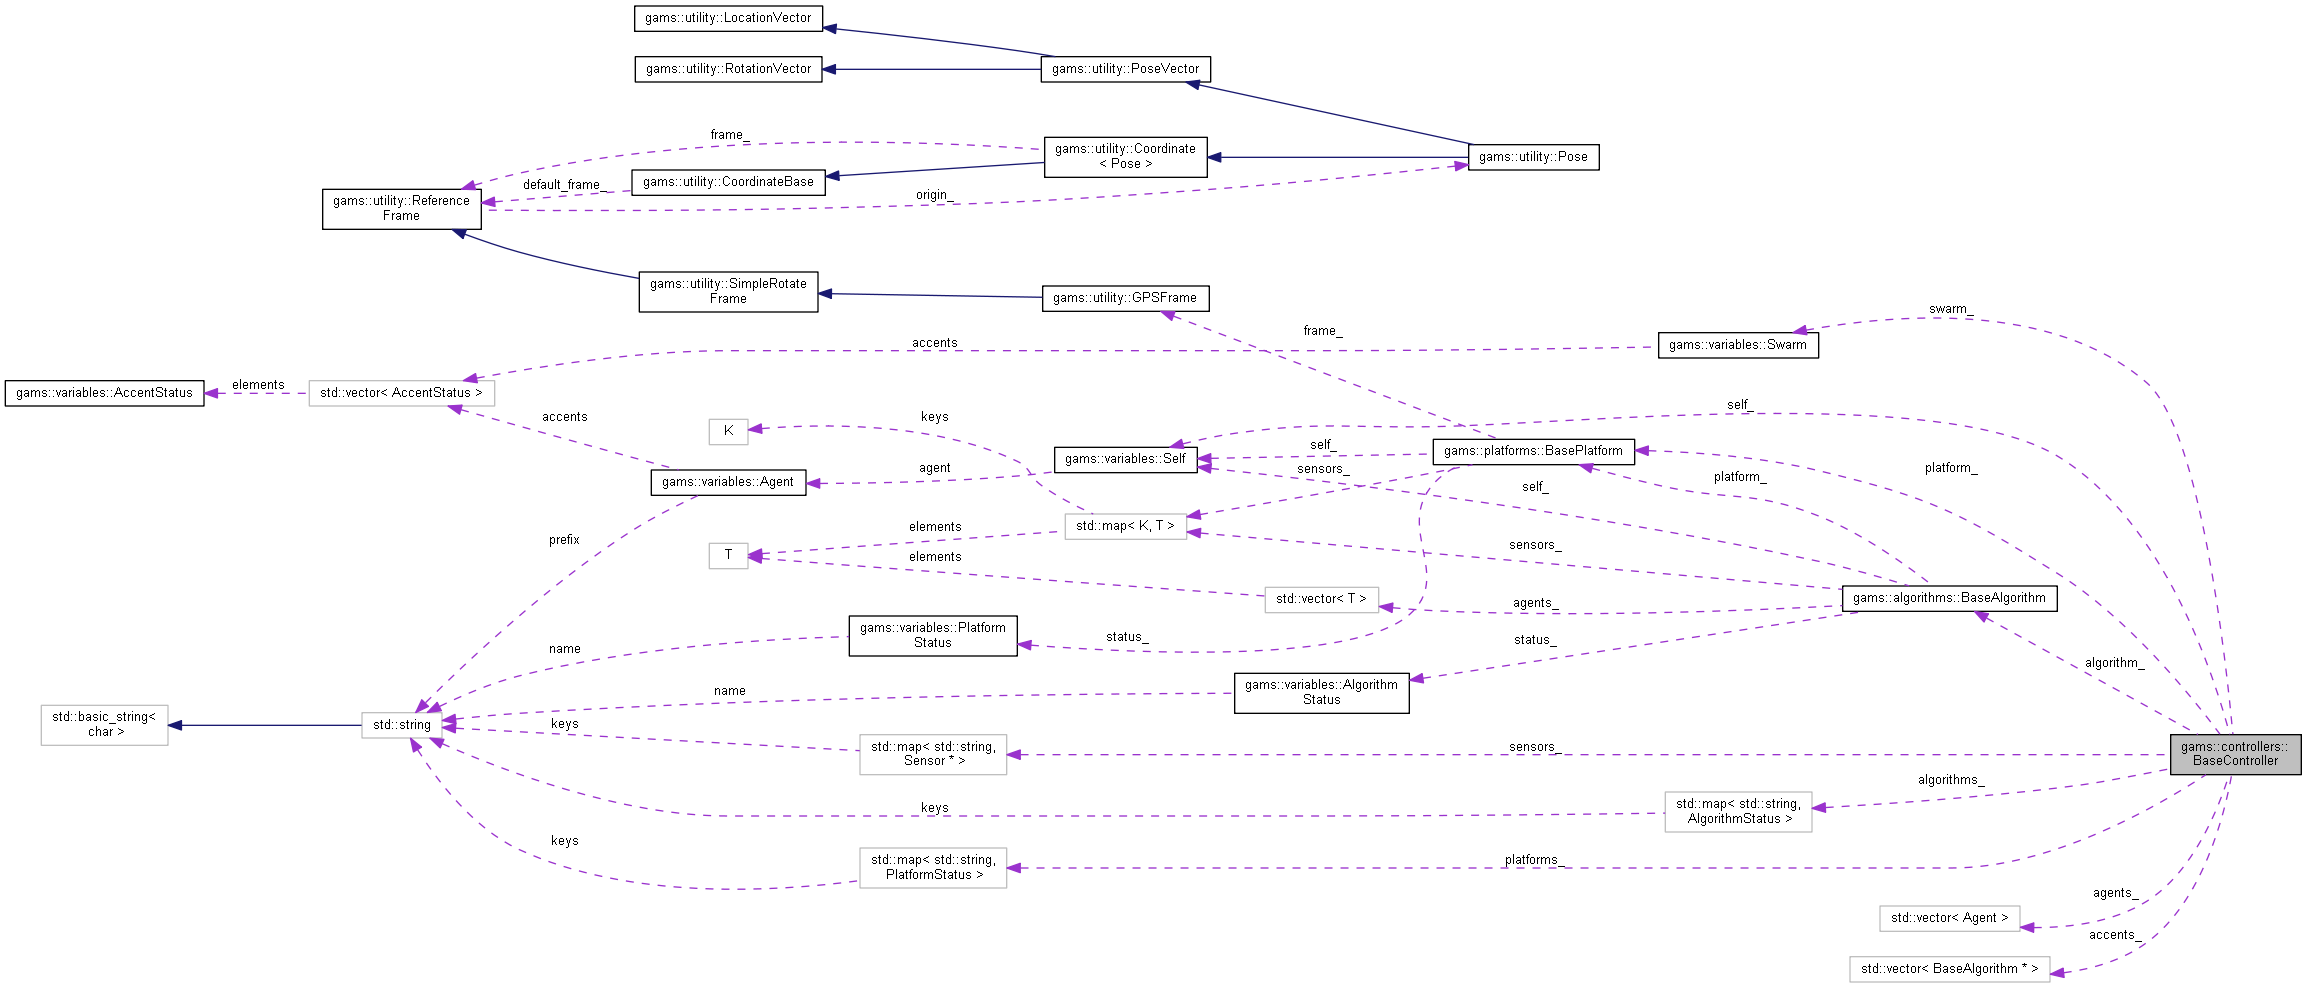 gams::utility::LocationVector
gams::utility::RotationVector
gams::utility::PoseVector
frame_
gams::utility::Coordinate
< Pose >
gams::utility::Pose
default_frame_
gams::utility::CoordinateBase
gams::utility::Reference
Frame
origin_
gams::utility::SimpleRotate
Frame
gams::utility::GPSFrame
swarm_
frame_
accents
gams::variables::Swarm
gams::variables::AccentStatus
elements
std::vector< AccentStatus >
accents
K
keys
self_
self_
gams::platforms::BasePlatform
gams::variables::Self
agent
sensors_
platform_
platform_
gams::variables::Agent
self_
std::map< K, T >
elements
prefix
T
elements
sensors_
std::vector< T >
agents_
gams::algorithms::BaseAlgorithm
gams::variables::Platform
Status
status_
status_
name
algorithm_
gams::variables::Algorithm
Status
name
std::basic_string<
char >
std::string
keys
std::map< std::string,
Sensor * >
sensors_
gams::controllers::
BaseController
algorithms_
keys
std::map< std::string,
AlgorithmStatus >
keys
std::map< std::string,
PlatformStatus >
platforms_
agents_
std::vector< Agent >
accents_
std::vector< BaseAlgorithm * >